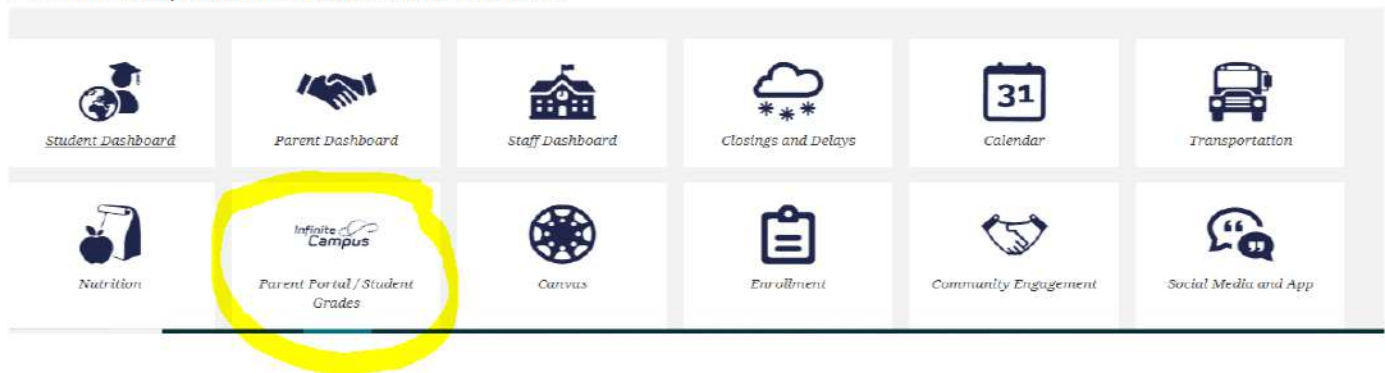 31
Student Dashboard
Parent Dashboard
Staff Dashboard
Closings and Delays
Calendar
Transportation
Infinite
Campus
Nutrition
Parent Portal / Student
Grades
Canvas
Enrollment
Community Engagement
Social Media and App